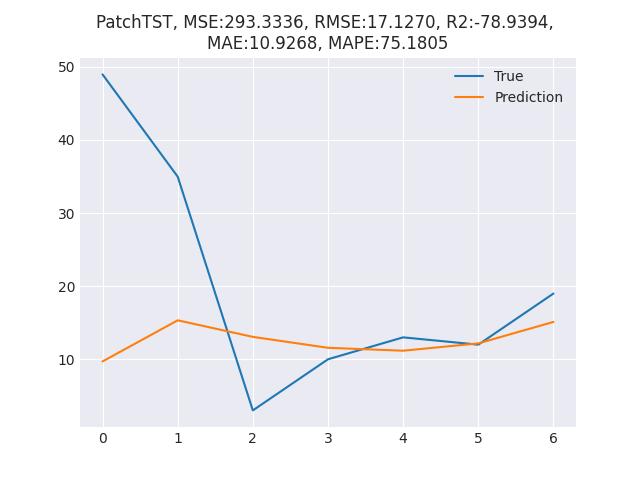 PatchTST, MSE:293.3336, RMSE:17.1270, R2:-78.9394,
MAE:10.9268, MAPE:75.1805
True
Prediction
50
40
30
20
10
0 1 2 3 4 5 6